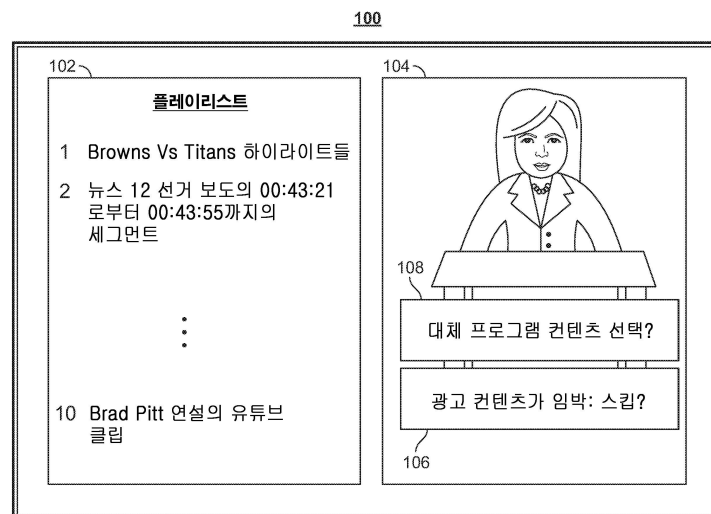 100
102
플레이리스트
1 Browns Vs Titans 하이라이트들
2 뉴스 12 선거 보도의 00:43:21
로부터 00:43:55까지의
세그먼트
10 Brad Pitt 연설의 유튜브
클립
104
108
대체 프로그램 컨텐츠 선택?
광고 컨텐츠가 임박: 스킵?
106